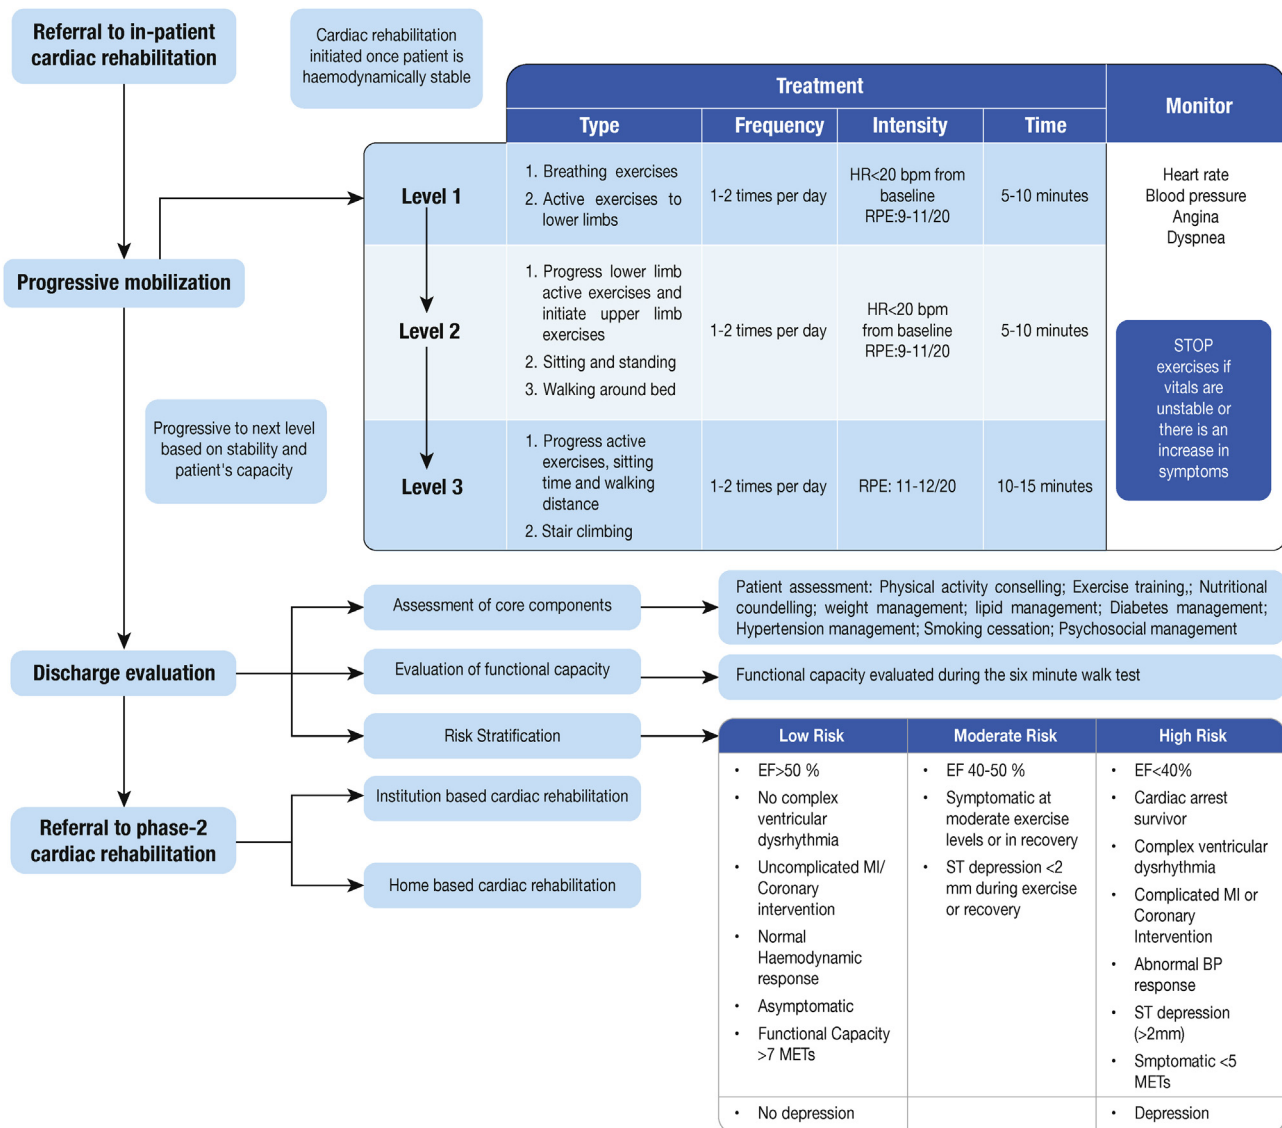 Referral to in-patient
cardiac rehabilitation
Cardiac rehabilitation
initiated once patient is
haemodynamically stable
Treatment
Monitor
Type
Frequency
Intensity
Time
Level 1
1. Breathing exercises
2. Active exercises to
lower limbs
1-2 times per day
HR<20 bpm from
baseline
RPE:9-11/20
5-10 minutes
Heart rate
Blood pressure
Angina
Dyspnea
Progressive mobilization
Level 2
1. Progress lower limb
active exercises and
initiate upper limb
exercises
2. Sitting and standing
3. Walking around bed
1-2 times per day
HR<20 bpm
from baseline
RPE:9-11/20
5-10 minutes
STOP
exercises if
vitals are
unstable or
there is an
increase in
symptoms
Progressive to next level
based on stability and
patient's capacity
Level 3
1. Progress active
exercises, sitting
time and walking
distance
2. Stair climbing
1-2 times per day
RPE: 11-12/20
10-15 minutes
Discharge evaluation
Assessment of core components
Patient assessment: Physical activity conselling; Exercise training,; Nutritional
coundelling; weight management; lipid management; Diabetes management;
Hypertension management; Smoking cessation; Psychosocial management
Evaluation of functional capacity
Functional capacity evaluated during the six minute walk test
Risk Stratification
Low Risk
Moderate Risk
High Risk
• EF>50 %
• No complex
ventricular
dysrhythmia
• Uncomplicated MI/
Coronary
intervention
• Normal
Haemodynamic
response
• Asymptomatic
• Functional Capacity
>7 METs
• No depression
• EF 40-50 %
• Symptomatic at
moderate exercise
levels or in recovery
• ST depression <2
mm during exercise
or recovery
• EF<40%
• Cardiac arrest
survivor
• Complex ventricular
dysrhythmia
• Complicated MI or
Coronary
Intervention
• Abnormal BP
response
• ST depression
(>2mm)
• Smptomatic <5
METs
• Depression
Referral to phase-2
cardiac rehabilitation
Institution based cardiac rehabilitation
Home based cardiac rehabilitation